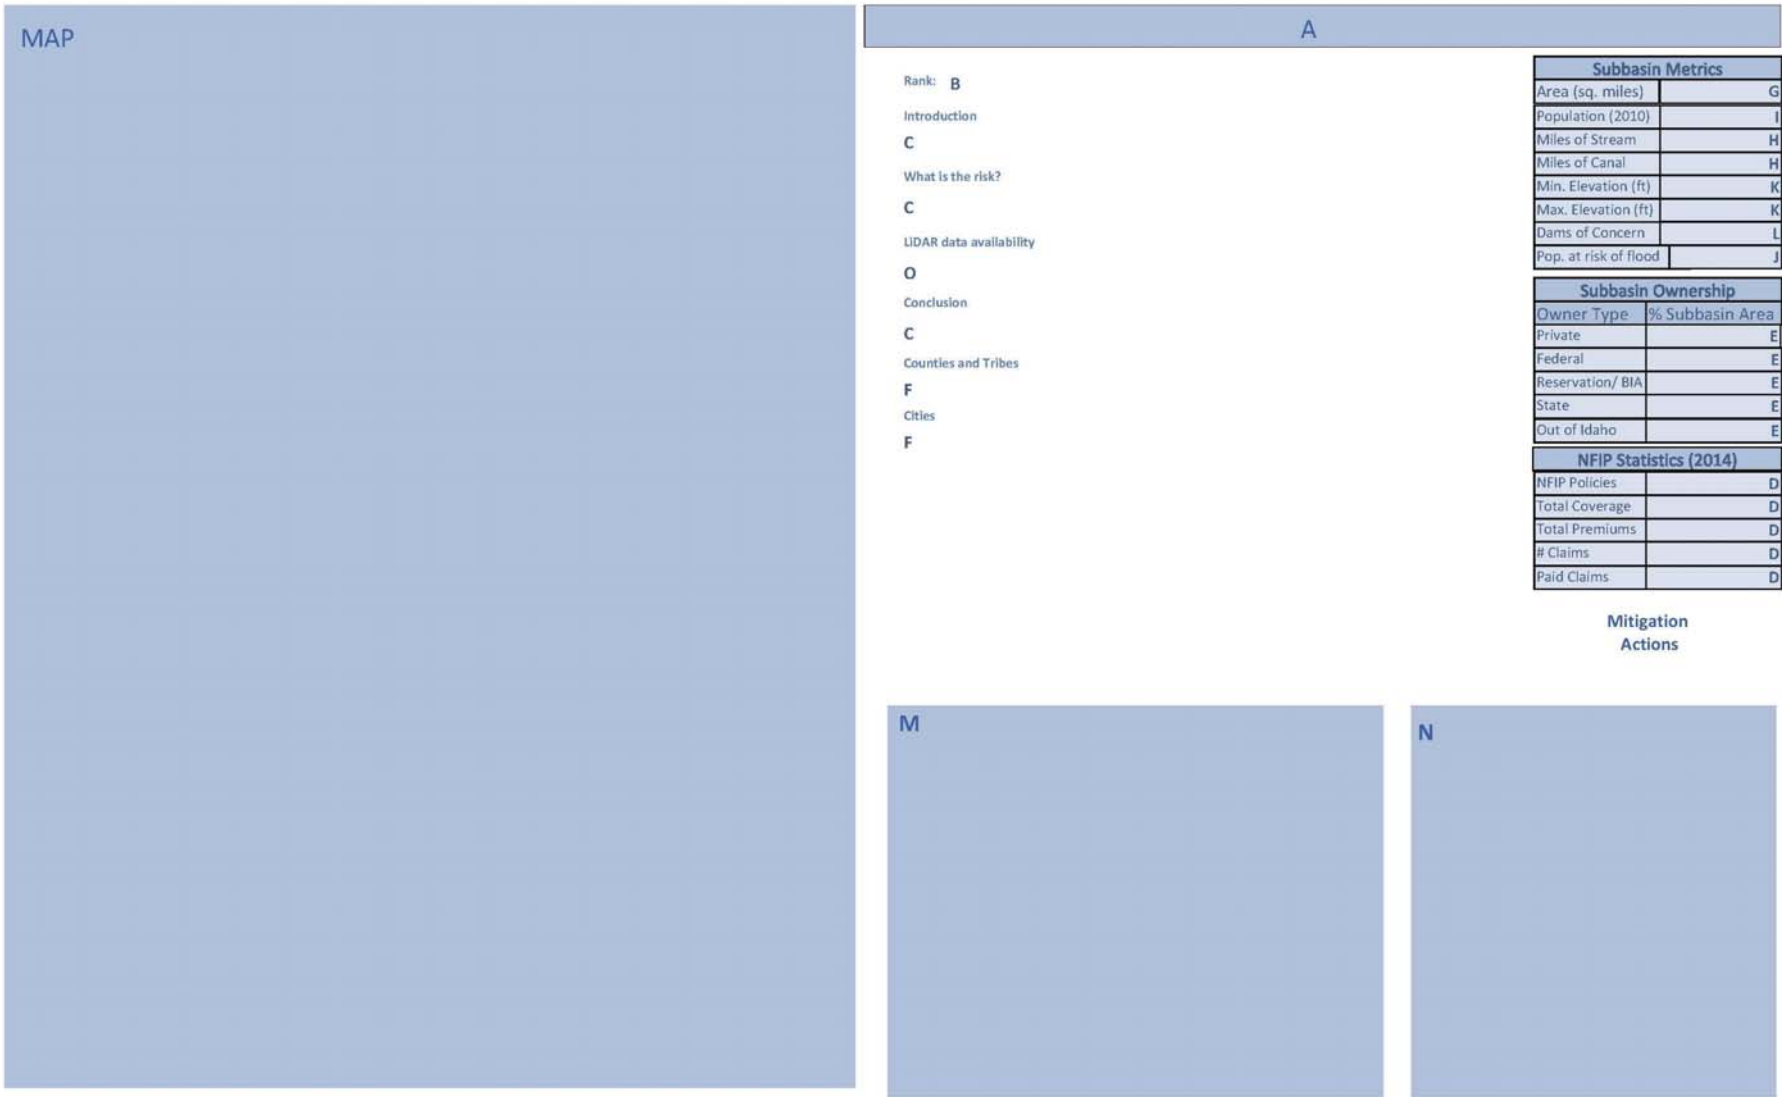 MAP
A
Rank: B
Introduction
C
What is the risk?
C
LiDAR data availability
O
Conclusion
C
Counties and Tribes
F
Cities
F
Subbasin Metrics
Area (sq. miles) G
Population (2010) I
Miles of Stream H
Miles of Canal H
Min. Elevation (ft) K
Max. Elevation (ft) K
Dams of Concern L
Pop. at risk of flood J
Subbasin Ownership
Owner Type % Subbasin Area
Private E
Federal E
Reservation/ BIA E
State E
Out of Idaho E
NFIP Statistics (2014)
NFIP Policies D
Total Coverage D
Total Premiums D
# Claims D
Paid Claims D
Mitigation
Actions
M
N